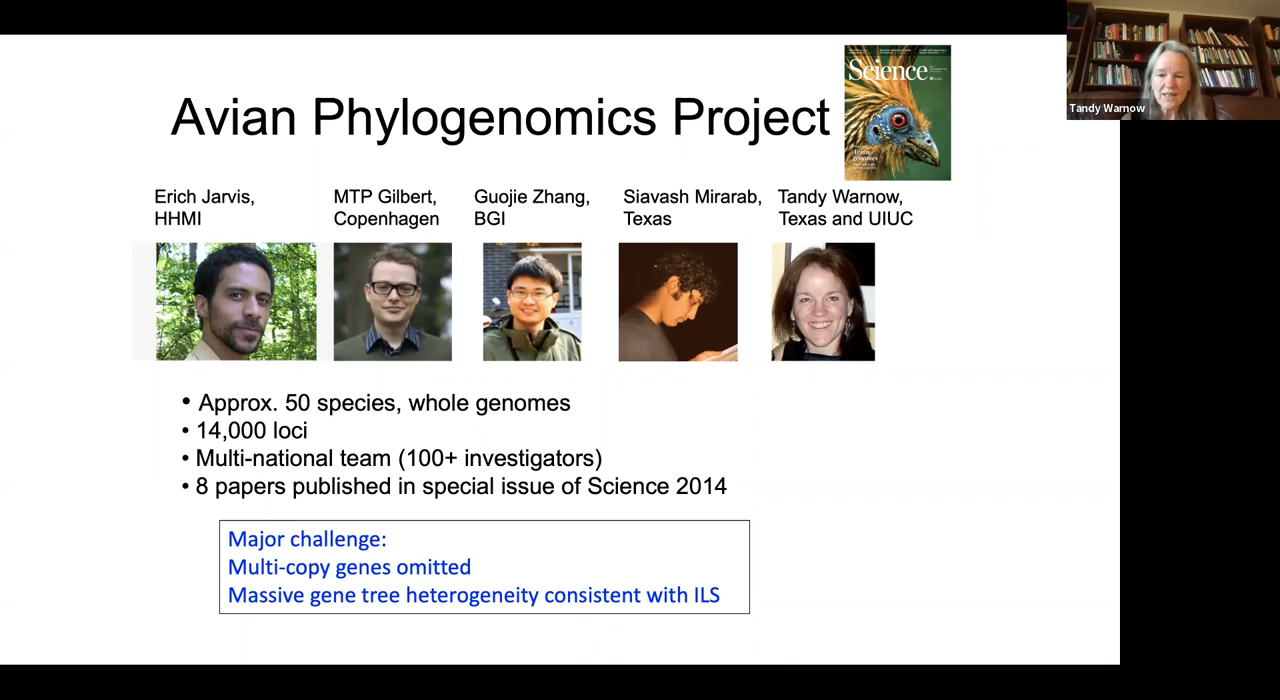 Science
Tandy Warnow
Avian Phylogenomics Project
Erich Jarvis,
HHMI
MTP Gilbert,
Copenhagen
Guojie Zhang,
BGI
Siavash Mirarab,
Texas
Tandy Warnow,
Texas and UIUC
• Approx. 50 species, whole genomes
• 14,000 loci
• Multi-national team (100+ investigators)
• 8 papers published in special issue of Science 2014
Major challenge:
Multi-copy genes omitted
Massive gene tree heterogeneity consistent with ILS